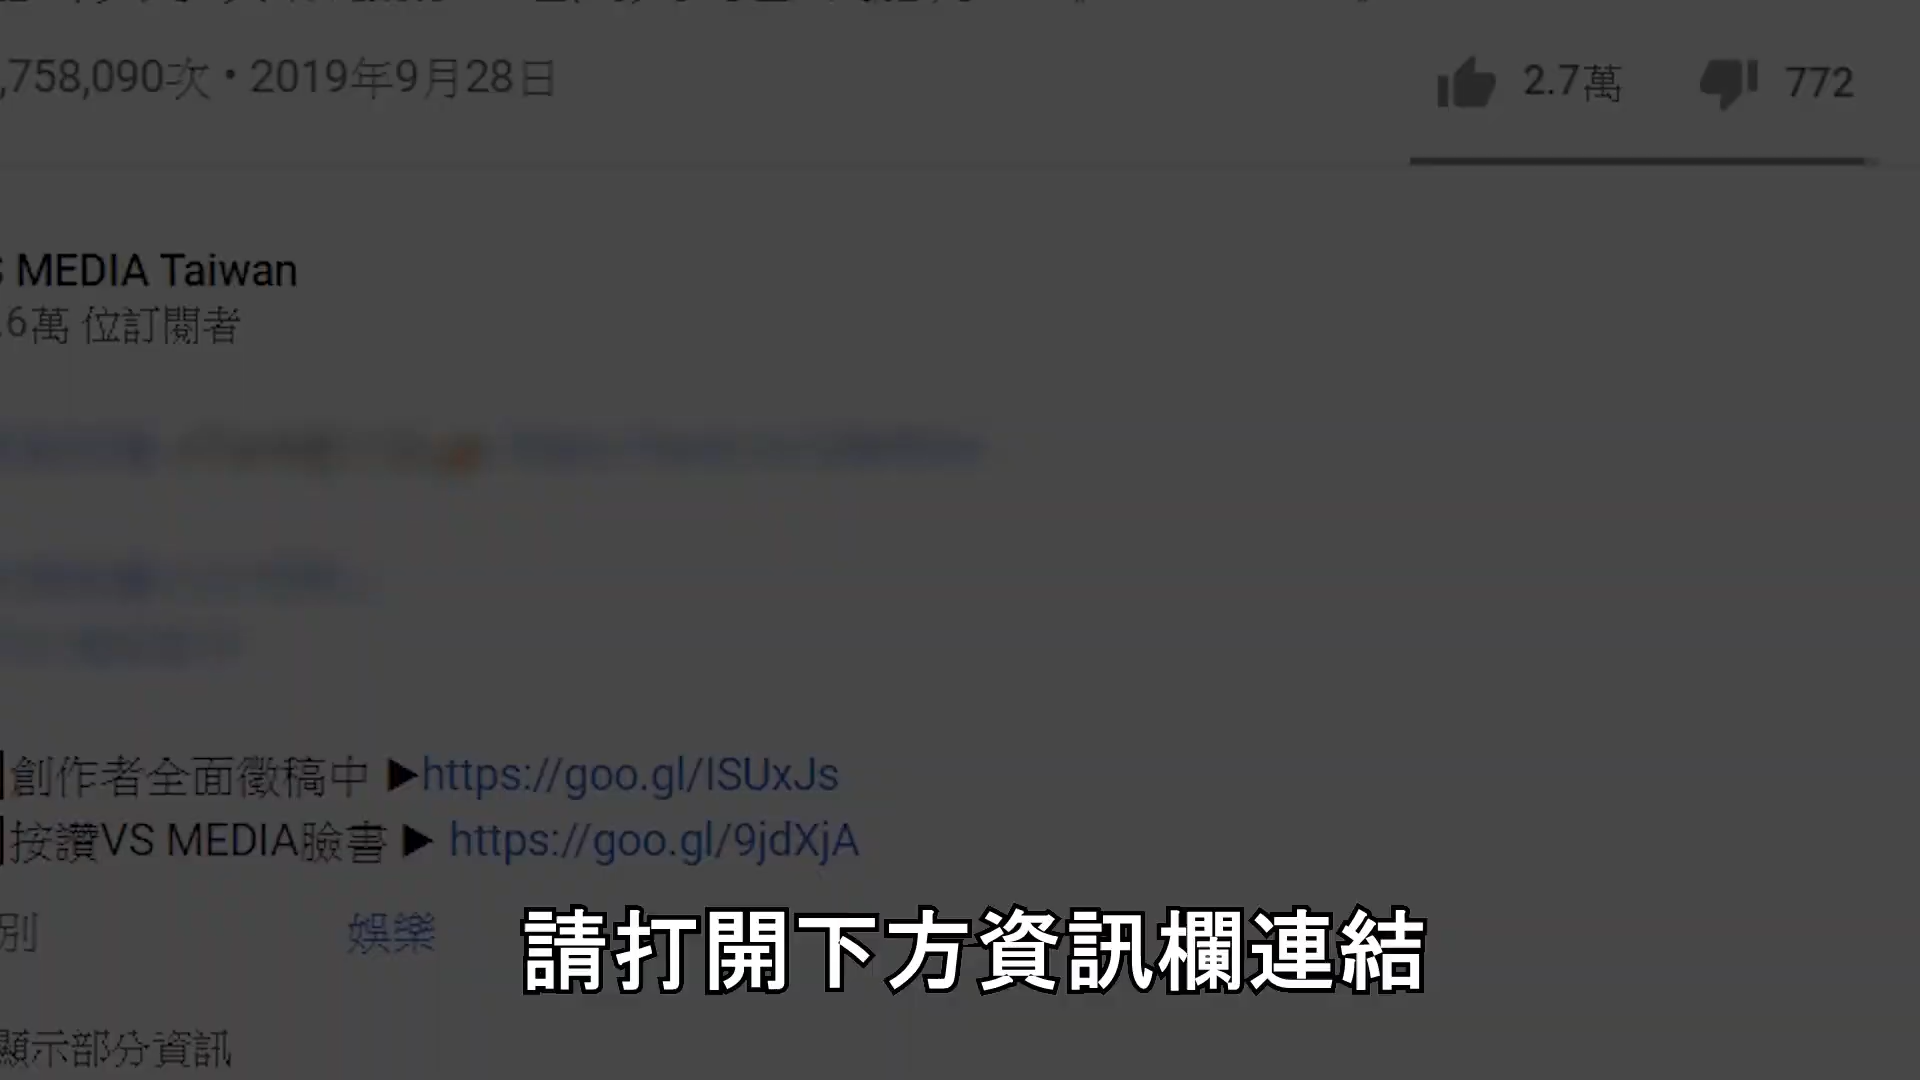 ,758,090次 • 2019年9月28日
2.7萬
772
S MEDIA Taiwan
.6萬 位訂閱者
創作者全面徵稿中 ▶https://goo.gl/ISUxJs
按讚VS MEDIA臉書 ▶ https://goo.gl/9jdXjA
別 娛樂
請打開下方資訊欄連結
顯示部分資訊